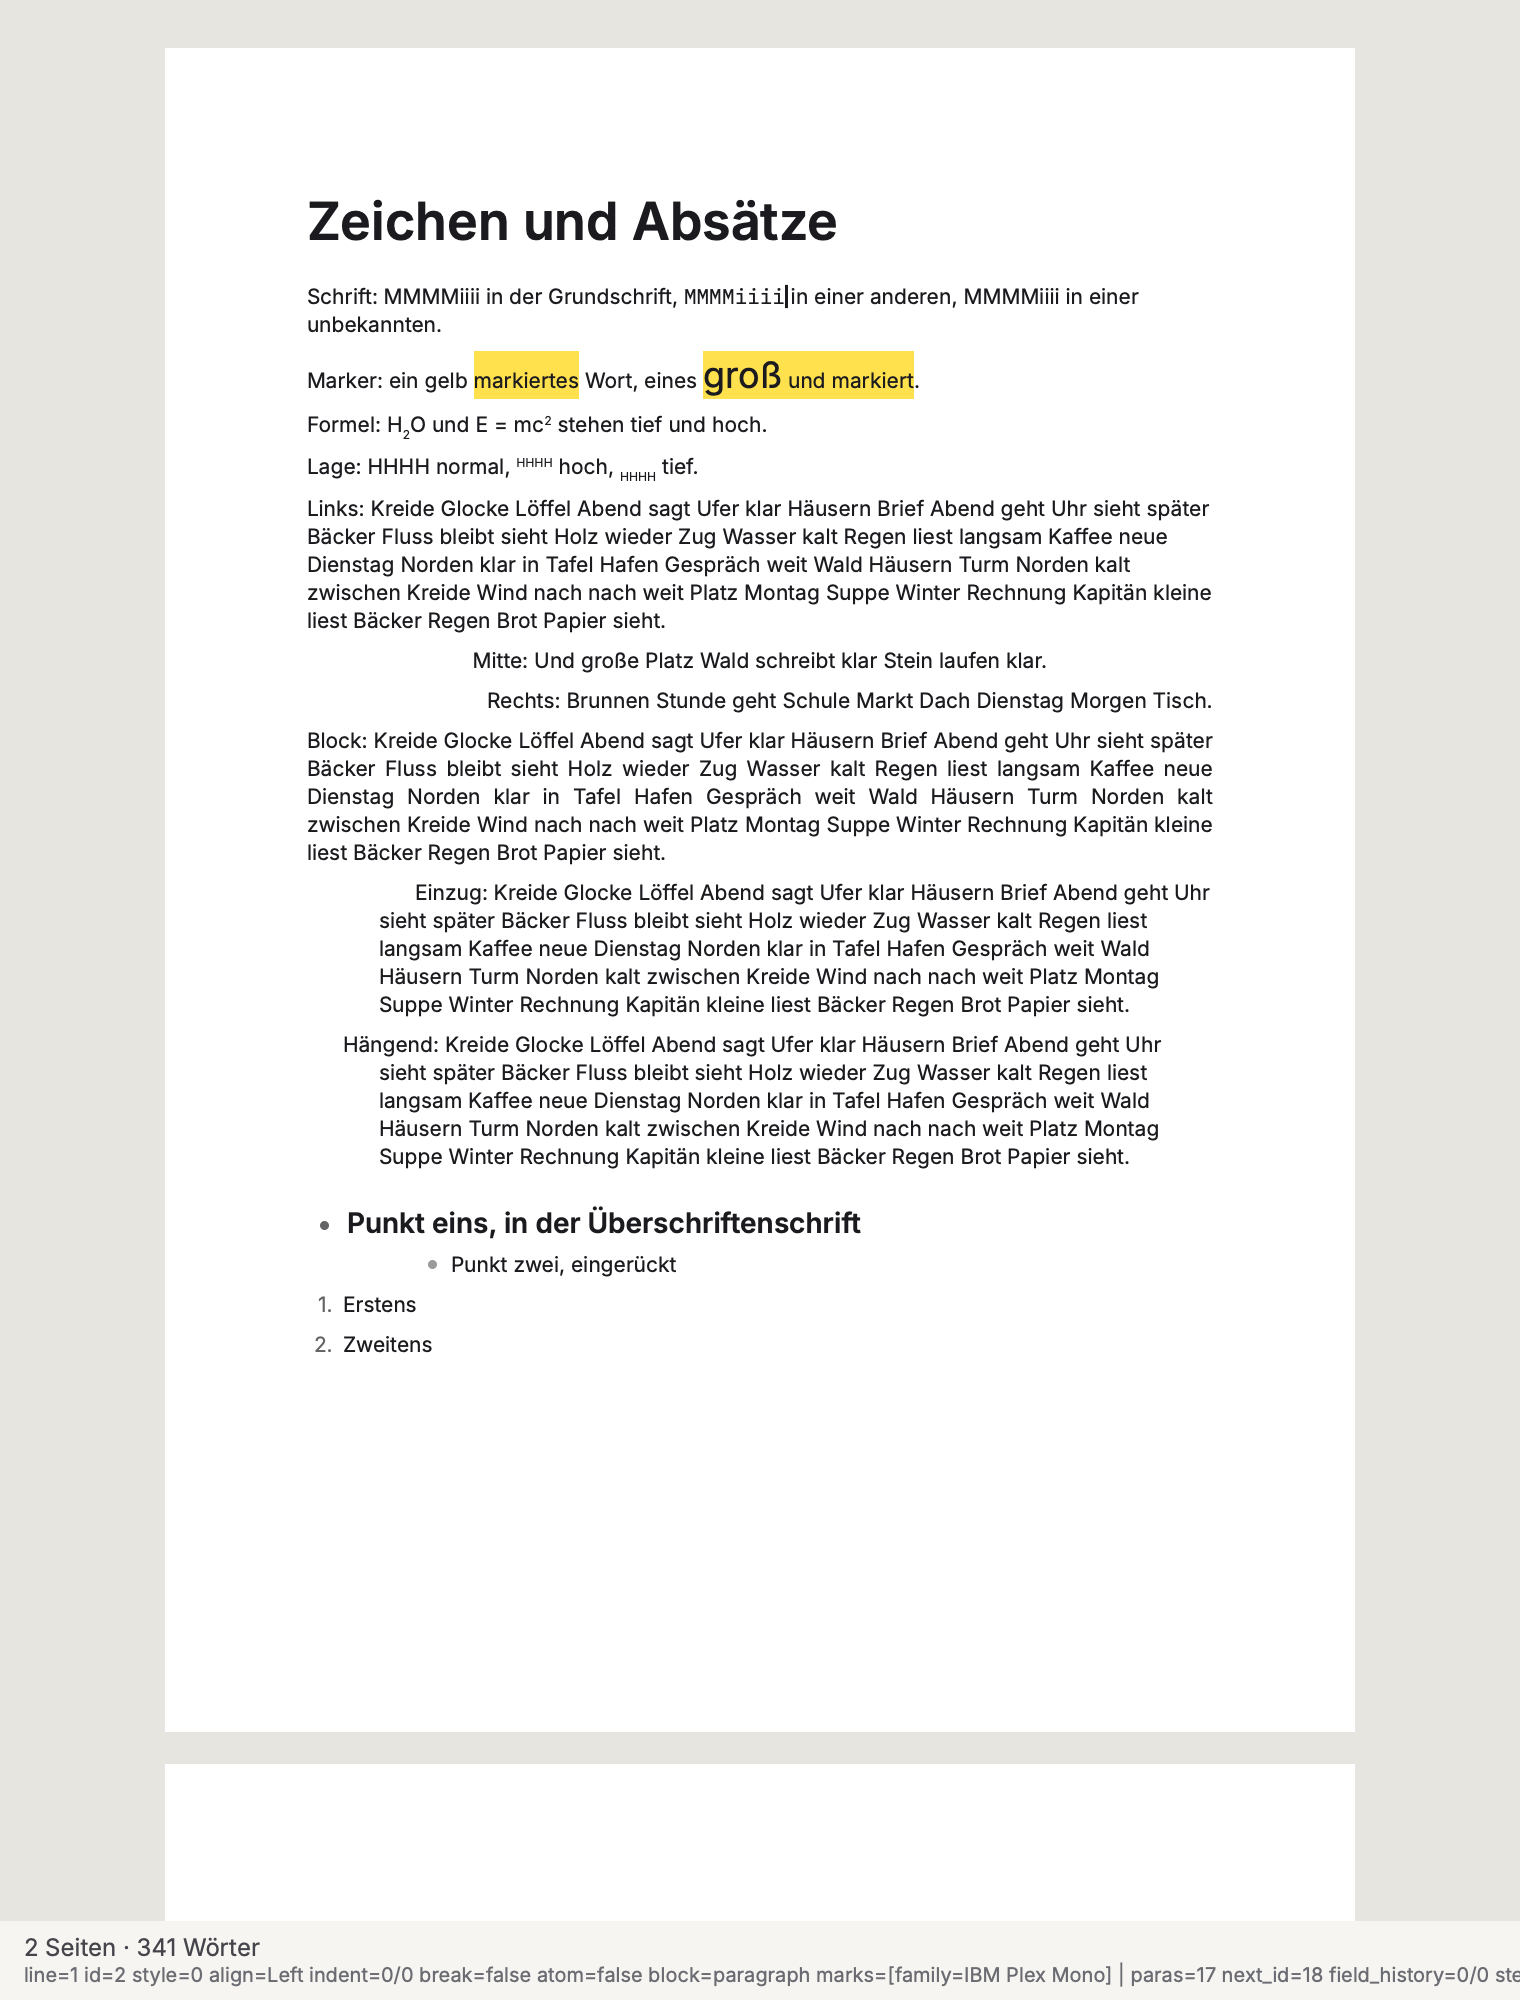 Zeichen und Absätze
Schrift: MMMMiiii in der Grundschrift, MMMMiiii in einer anderen, MMMMiiii in einer
unbekannten.
Marker: ein gelb markiertes Wort, eines groß und markiert.
Formel: H₂O und E = mc² stehen tief und hoch.
Lage: HHHH normal, HHHH hoch, HHHH tief.
Links: Kreide Glocke Löffel Abend sagt Ufer klar Häusern Brief Abend geht Uhr sieht später
Bäcker Fluss bleibt sieht Holz wieder Zug Wasser kalt Regen liest langsam Kaffee neue
Dienstag Norden klar in Tafel Hafen Gespräch weit Wald Häusern Turm Norden kalt
zwischen Kreide Wind nach nach weit Platz Montag Suppe Winter Rechnung Kapitän kleine
liest Bäcker Regen Brot Papier sieht.
Mitte: Und große Platz Wald schreibt klar Stein laufen klar.
Rechts: Brunnen Stunde geht Schule Markt Dach Dienstag Morgen Tisch.
Block: Kreide Glocke Löffel Abend sagt Ufer klar Häusern Brief Abend geht Uhr sieht später
Bäcker Fluss bleibt sieht Holz wieder Zug Wasser kalt Regen liest langsam Kaffee neue
Dienstag Norden klar in Tafel Hafen Gespräch weit Wald Häusern Turm Norden kalt
zwischen Kreide Wind nach nach weit Platz Montag Suppe Winter Rechnung Kapitän kleine
liest Bäcker Regen Brot Papier sieht.
Einzug: Kreide Glocke Löffel Abend sagt Ufer klar Häusern Brief Abend geht Uhr
sieht später Bäcker Fluss bleibt sieht Holz wieder Zug Wasser kalt Regen liest
langsam Kaffee neue Dienstag Norden klar in Tafel Hafen Gespräch weit Wald
Häusern Turm Norden kalt zwischen Kreide Wind nach nach weit Platz Montag
Suppe Winter Rechnung Kapitän kleine liest Bäcker Regen Brot Papier sieht.
Hängend: Kreide Glocke Löffel Abend sagt Ufer klar Häusern Brief Abend geht Uhr
sieht später Bäcker Fluss bleibt sieht Holz wieder Zug Wasser kalt Regen liest
langsam Kaffee neue Dienstag Norden klar in Tafel Hafen Gespräch weit Wald
Häusern Turm Norden kalt zwischen Kreide Wind nach nach weit Platz Montag
Suppe Winter Rechnung Kapitän kleine liest Bäcker Regen Brot Papier sieht.
• Punkt eins, in der Überschriftenschrift
• Punkt zwei, eingerückt
1. Erstens
2. Zweitens
2 Seiten · 341 Wörter
line=1 id=2 style=0 align=Left indent=0/0 break=false atom=false block=paragraph marks=[family=IBM Plex Mono] | paras=17 next_id=18 field_history=0/0 ste